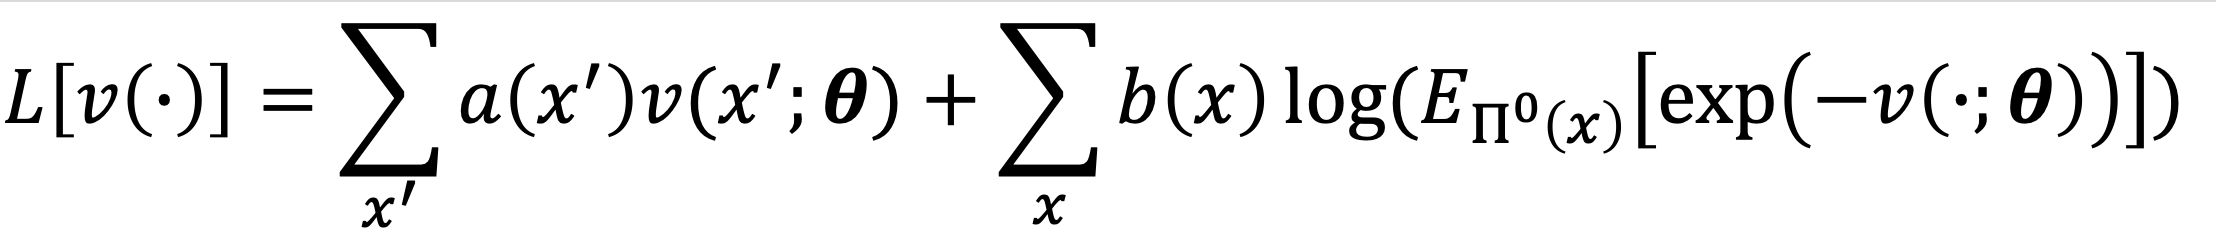 L[v(·)] = ∑_{x′} a(x′)v(x′; θ) + ∑_{x} b(x) log(E_{Π⁰(x)}[exp(−v(·; θ))])